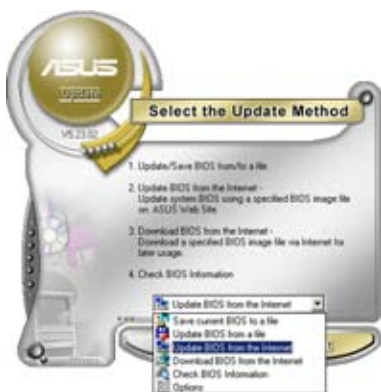 ASUS
Update
V5.23.02
Select the Update Method
1. Update/Save BIOS from/to a file.
2. Update BIOS from the Internet -
Update system BIOS using a specified BIOS image file
on ASUS Web Site.
3. Download BIOS from the Internet -
Download a specified BIOS image file via Internet for
later usage.
4. Check BIOS Information
Update BIOS from the Internet
Save current BIOS to a file
Update BIOS from a file
Update BIOS from the Internet
Download BIOS from the Internet
Check BIOS Information
Options